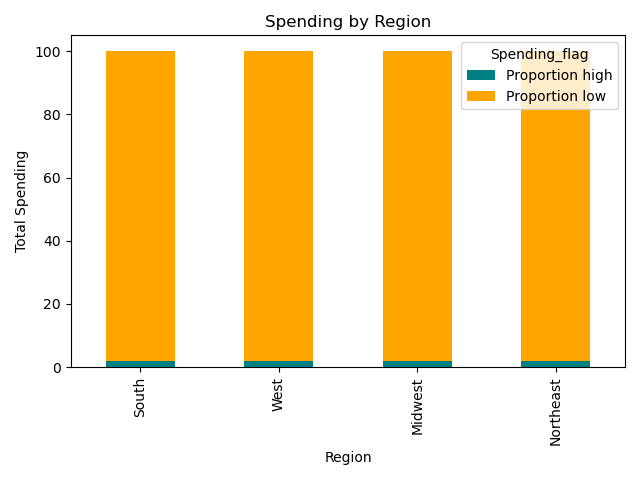 Spending by Region
Spending_flag
Proportion high
Proportion low
Total Spending
100
80
60
40
20
0
South
West
Midwest
Northeast
Region